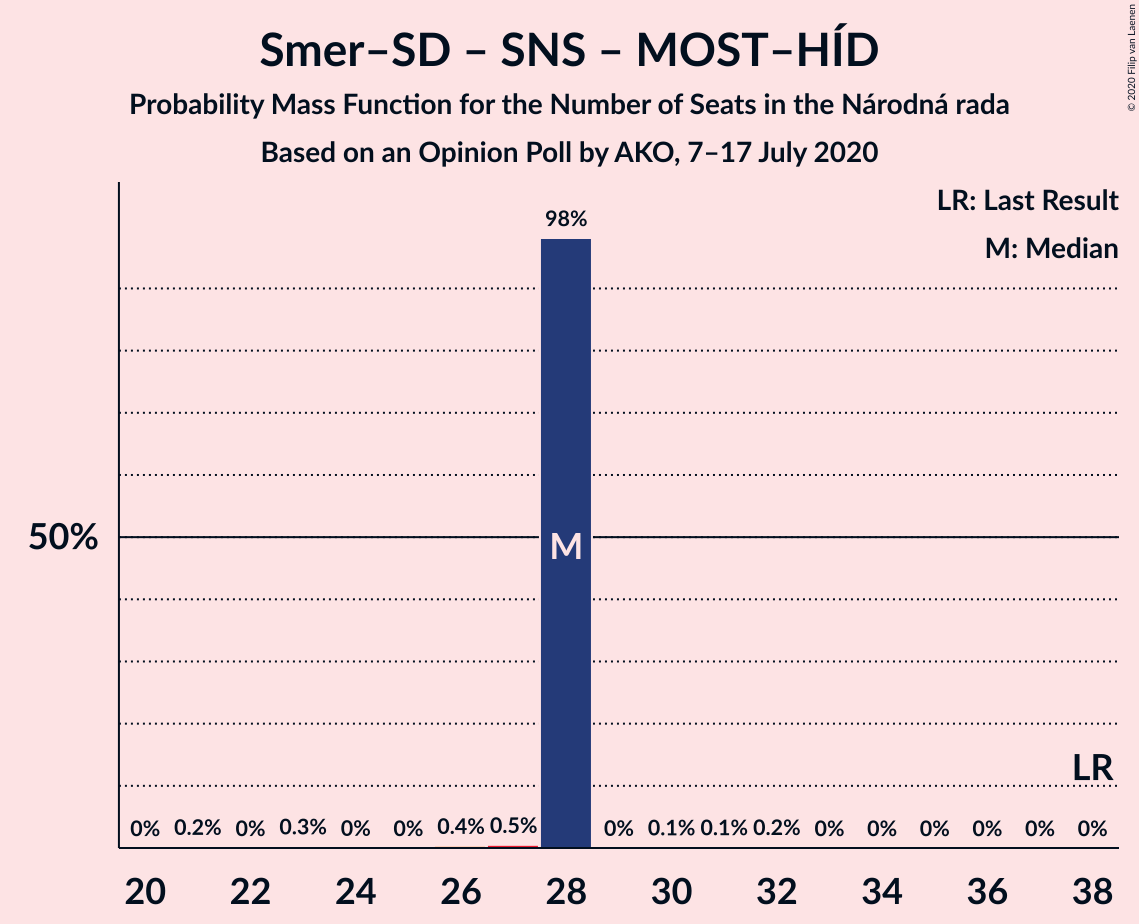 Smer–SD – SNS – MOST–HÍD
Probability Mass Function for the Number of Seats in the Národná rada
Based on an Opinion Poll by AKO, 7–17 July 2020
© 2020 Filip van Laenen
LR: Last Result
M: Median
98%
50%
M
LR
0% 0.2% 0% 0.3% 0% 0% 0.4% 0.5% 0% 0.1% 0.1% 0.2% 0% 0% 0% 0% 0% 0%
20 22 24 26 28 30 32 34 36 38